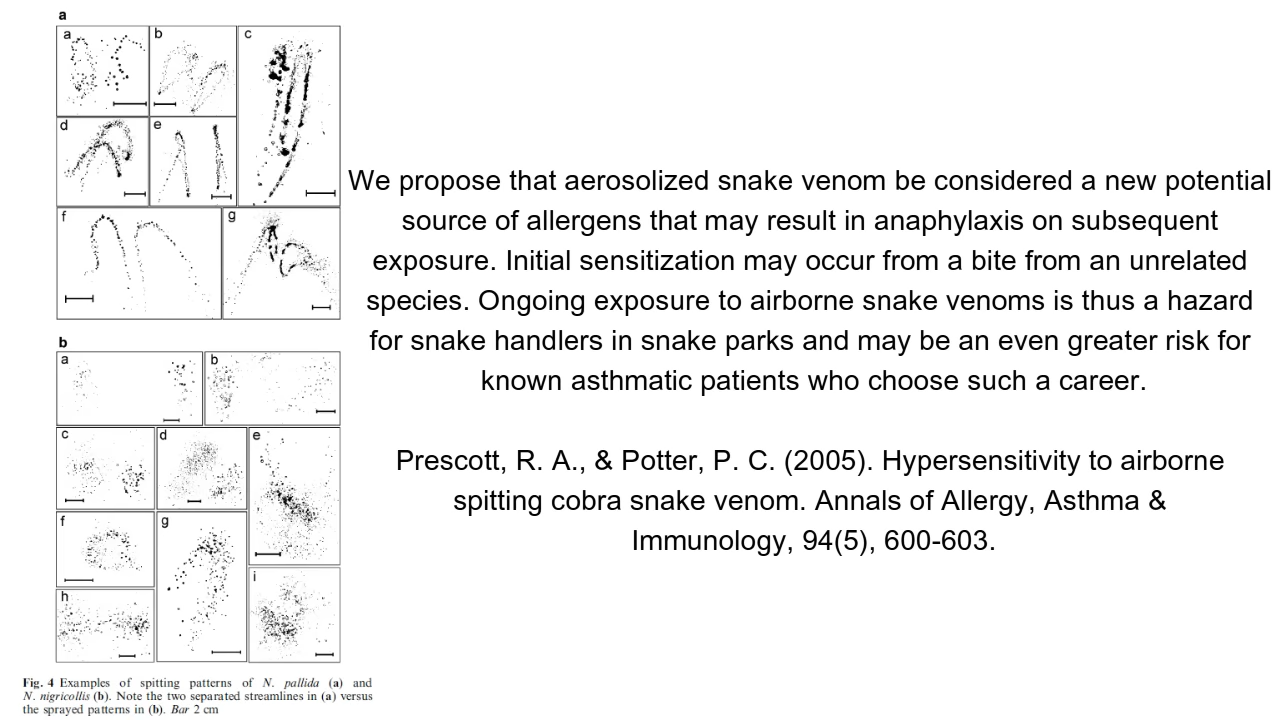 a
a
b
c
d
e
f
g
b
a
b
c
d
e
f
g
h
i
Fig. 4 Examples of spitting patterns of N. pallida (a) and
N. nigricollis (b). Note the two separated streamlines in (a) versus
the sprayed patterns in (b). Bar 2 cm
We propose that aerosolized snake venom be considered a new potential
source of allergens that may result in anaphylaxis on subsequent
exposure. Initial sensitization may occur from a bite from an unrelated
species. Ongoing exposure to airborne snake venoms is thus a hazard
for snake handlers in snake parks and may be an even greater risk for
known asthmatic patients who choose such a career.
Prescott, R. A., & Potter, P. C. (2005). Hypersensitivity to airborne
spitting cobra snake venom. Annals of Allergy, Asthma &
Immunology, 94(5), 600-603.